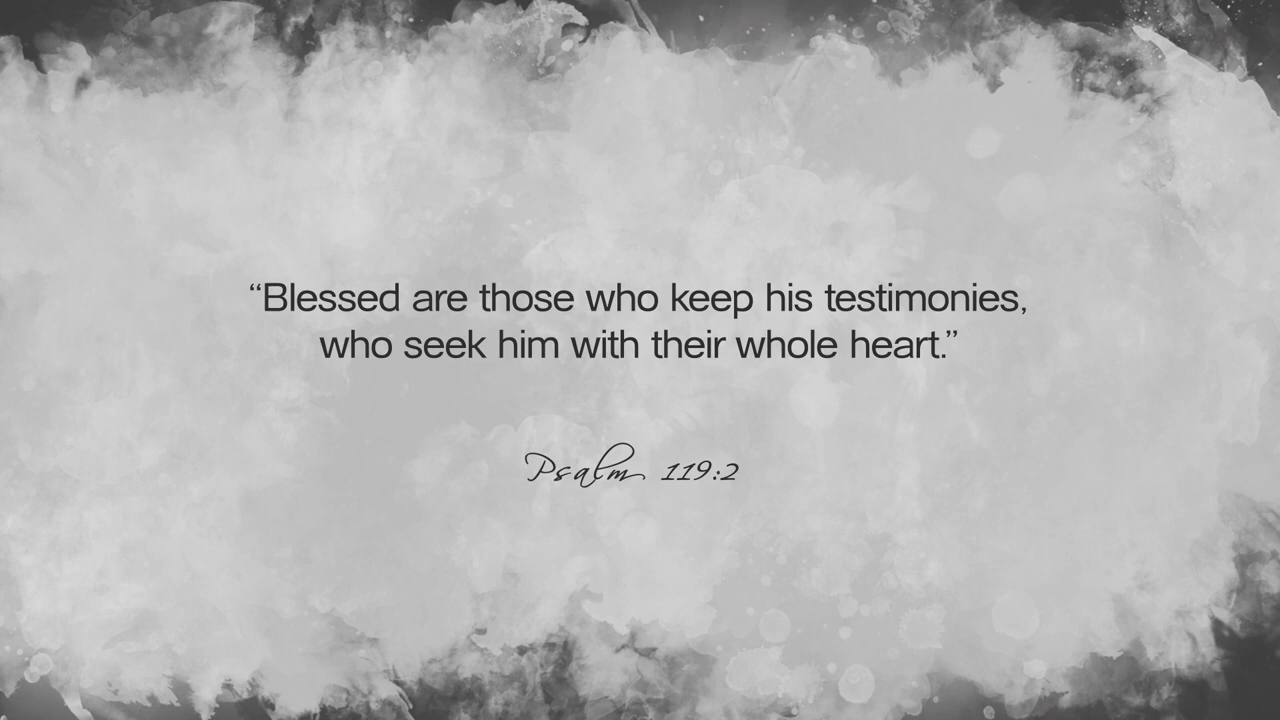 “Blessed are those who keep his testimonies,
who seek him with their whole heart.”
Psalm 119:2